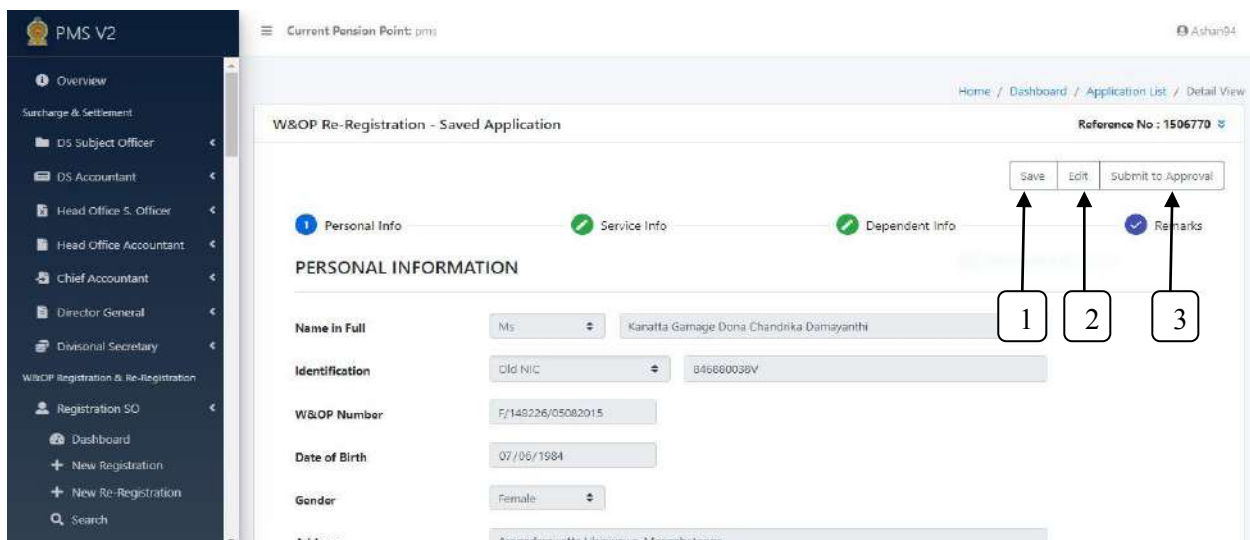 PMS V2
Current Pension Point: pms
Ashan94
Overview
Home / Dashboard / Application List / Detail View
Surcharge & Settlement
W&OP Re-Registration - Saved Application
Reference No : 1506770
DS Subject Officer
DS Accountant
Save Edit Submit to Approval
Head Office S. Officer
1 Personal Info Service Info Dependent Info Remarks
Head Office Accountant
PERSONAL INFORMATION
Chief Accountant
Director General
1 2 3
Name in Full Ms Kanatta Gamage Dona Chandrika Damayanthi
Divisonal Secretary
Identification Old NIC 846880038V
W&OP Registration & Re-Registration
Registration SO
W&OP Number F/148226/05082015
Dashboard
Date of Birth 07/06/1984
New Registration
New Re-Registration
Gender Female
Search